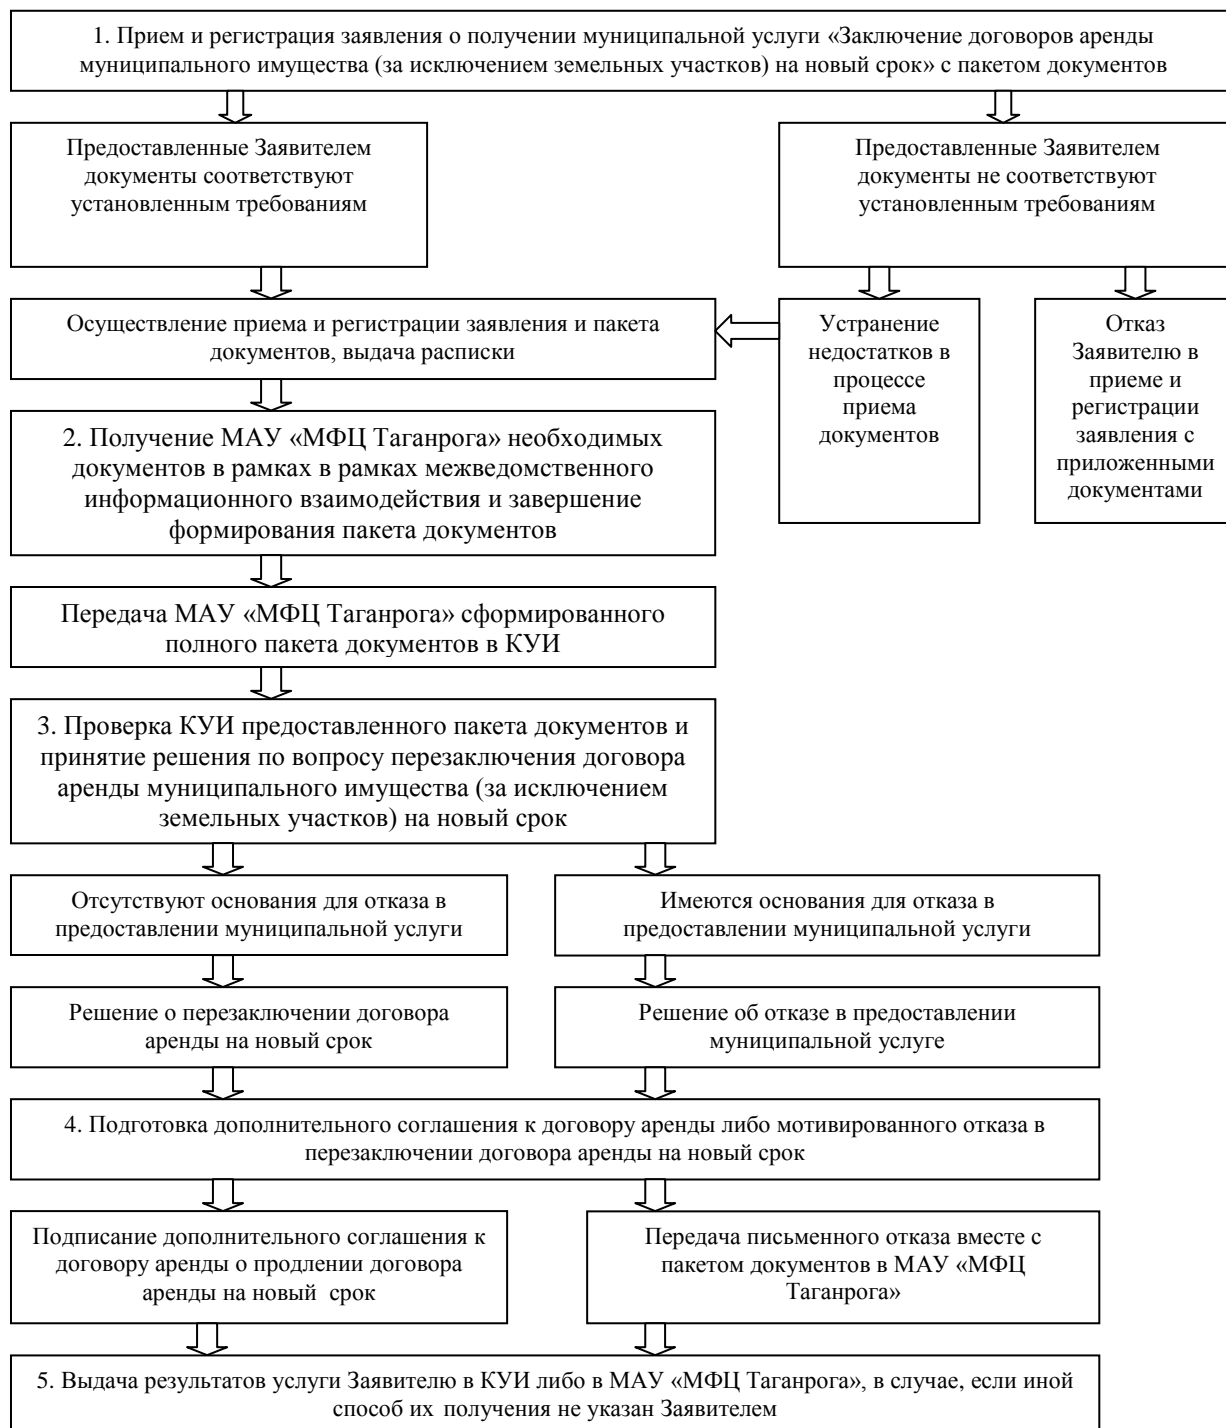 1. Прием и регистрация заявления о получении муниципальной услуги «Заключение договоров аренды
муниципального имущества (за исключением земельных участков) на новый срок» с пакетом документов
Предоставленные Заявителем
документы соответствуют
установленным требованиям
Предоставленные Заявителем
документы не соответствуют
установленным требованиям
Осуществление приема и регистрации заявления и пакета
документов, выдача расписки
Устранение
недостатков в
процессе
приема
документов
Отказ
Заявителю в
приеме и
регистрации
заявления с
приложенными
документами
2. Получение МАУ «МФЦ Таганрога» необходимых
документов в рамках в рамках межведомственного
информационного взаимодействия и завершение
формирования пакета документов
Передача МАУ «МФЦ Таганрога» сформированного
полного пакета документов в КУИ
3. Проверка КУИ предоставленного пакета документов и
принятие решения по вопросу перезаключения договора
аренды муниципального имущества (за исключением
земельных участков) на новый срок
Отсутствуют основания для отказа в
предоставлении муниципальной услуги
Имеются основания для отказа в
предоставлении муниципальной услуги
Решение о перезаключении договора
аренды на новый срок
Решение об отказе в предоставлении
муниципальной услуге
4. Подготовка дополнительного соглашения к договору аренды либо мотивированного отказа в
перезаключении договора аренды на новый срок
Подписание дополнительного соглашения к
договору аренды о продлении договора
аренды на новый срок
Передача письменного отказа вместе с
пакетом документов в МАУ «МФЦ
Таганрога»
5. Выдача результатов услуги Заявителю в КУИ либо в МАУ «МФЦ Таганрога», в случае, если иной
способ их получения не указан Заявителем